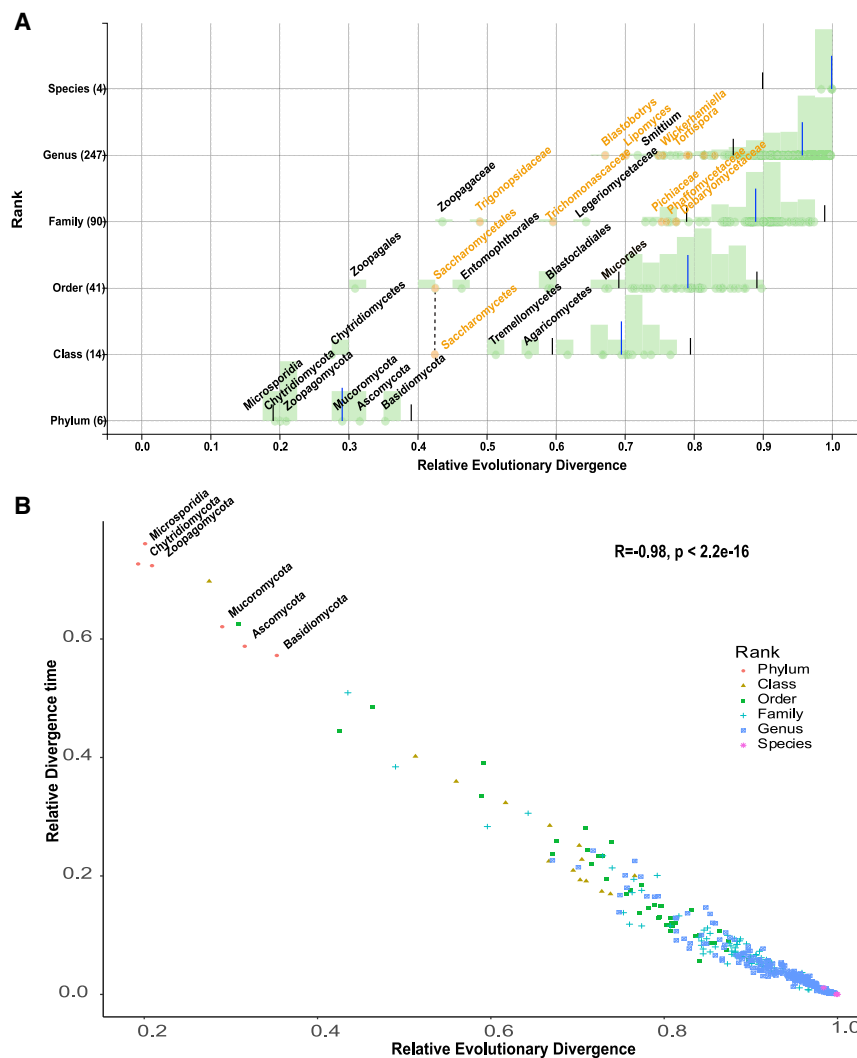 A
Species (4)
Blastobotrys
Lipomyces
Smittium
Wickerhamiella
Tortispora
Genus (247)
Zoopagaceae
Trigonopsidaceae
Trichomonascaceae
Legeriomycetaceae
Pichiaceae
Phaffomycetaceae
Debaryomycetaceae
Family (90)
Rank
Zoopagales
Saccharomycetales
Entomophthorales
Blastocladiales
Mucorales
Order (41)
Chytridiomycetes
Saccharomycetes
Tremellomycetes
Agaricomycetes
Class (14)
Microsporidia
Chytridiomycota
Zoopagomycota
Mucoromycota
Ascomycota
Basidiomycota
Phylum (6)
0.0 0.1 0.2 0.3 0.4 0.5 0.6 0.7 0.8 0.9 1.0
Relative Evolutionary Divergence
B
Microsporidia
Chytridiomycota
Zoopagomycota
R=-0.98, p < 2.2e-16
Mucoromycota
Ascomycota
Basidiomycota
0.6
0.4
0.2
0.0
Relative Divergence time
Rank
Phylum
Class
Order
Family
Genus
Species
0.2 0.4 0.6 0.8 1.0
Relative Evolutionary Divergence